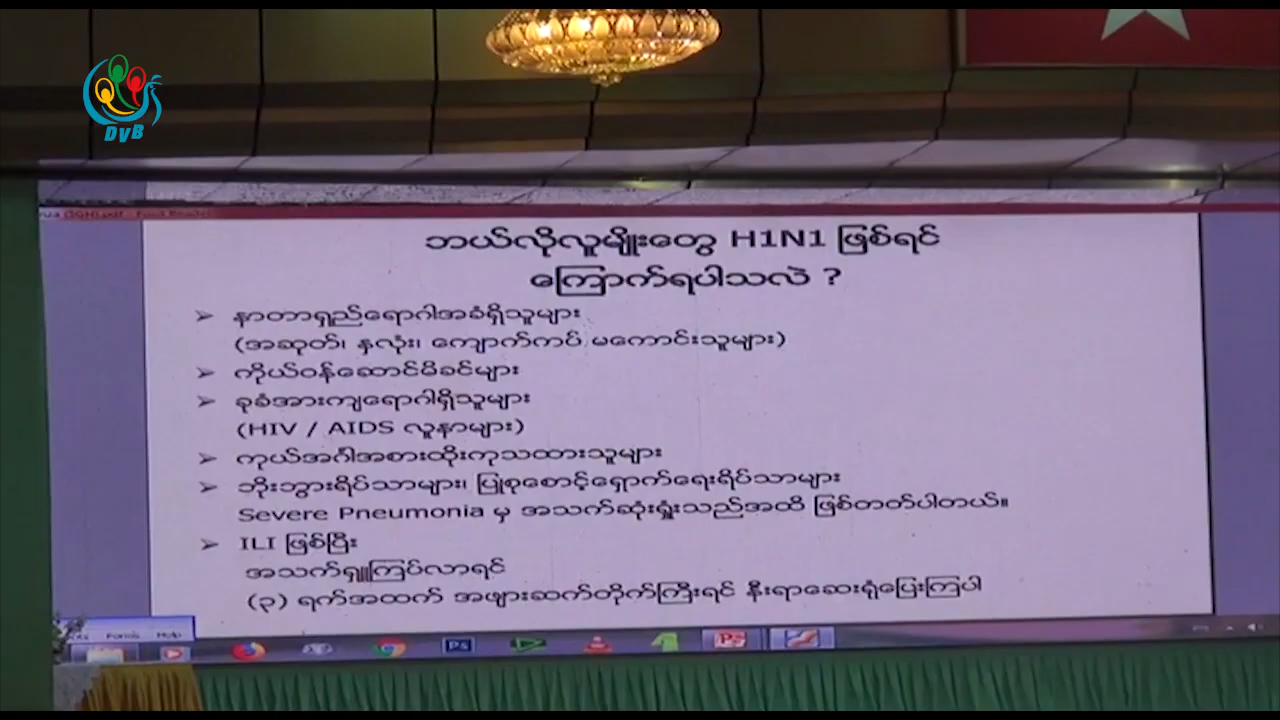 DVB
ဘယ်လိုလူမျိုးတွေ H1N1 ဖြစ်ရင်
ကြောက်ရပါသလဲ ?
➢ နာတာရှည်ရောဂါအခံရှိသူများ
(အဆုတ်၊ နှလုံး၊ ကျောက်ကပ် မကောင်းသူများ)
➢ ကိုယ်ဝန်ဆောင်မိခင်များ
➢ ခုခံအားကျရောဂါရှိသူများ
(HIV / AIDS လူနာများ)
➢ ကုယ်အင်္ဂါအစားထိုးကုသထားသူများ
➢ ဘိုးဘွားရိပ်သာများ၊ ပြုစုစောင့်ရှောက်ရေးရိပ်သာများ
Severe Pneumonia မှ အသက်ဆုံးရှုံးသည်အထိ ဖြစ်တတ်ပါတယ်။
➢ ILI ဖြစ်ပြီး
အသက်ရှူကြပ်လာရင်
(၃) ရက်အထက် အဖျားဆက်တိုက်ကြီးရင် နီးရာဆေးရုံပြေးကြပါ
Forms Help
Ps